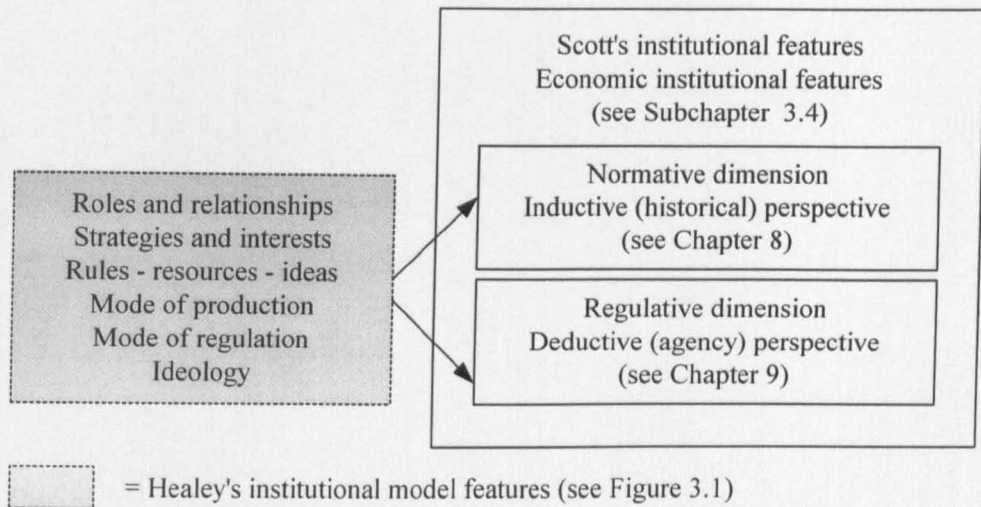 Scott's institutional features
Economic institutional features
(see Subchapter 3.4)
Roles and relationships
Strategies and interests
Rules - resources - ideas
Mode of production
Mode of regulation
Ideology
Normative dimension
Inductive (historical) perspective
(see Chapter 8)
Regulative dimension
Deductive (agency) perspective
(see Chapter 9)
= Healey's institutional model features (see Figure 3.1)